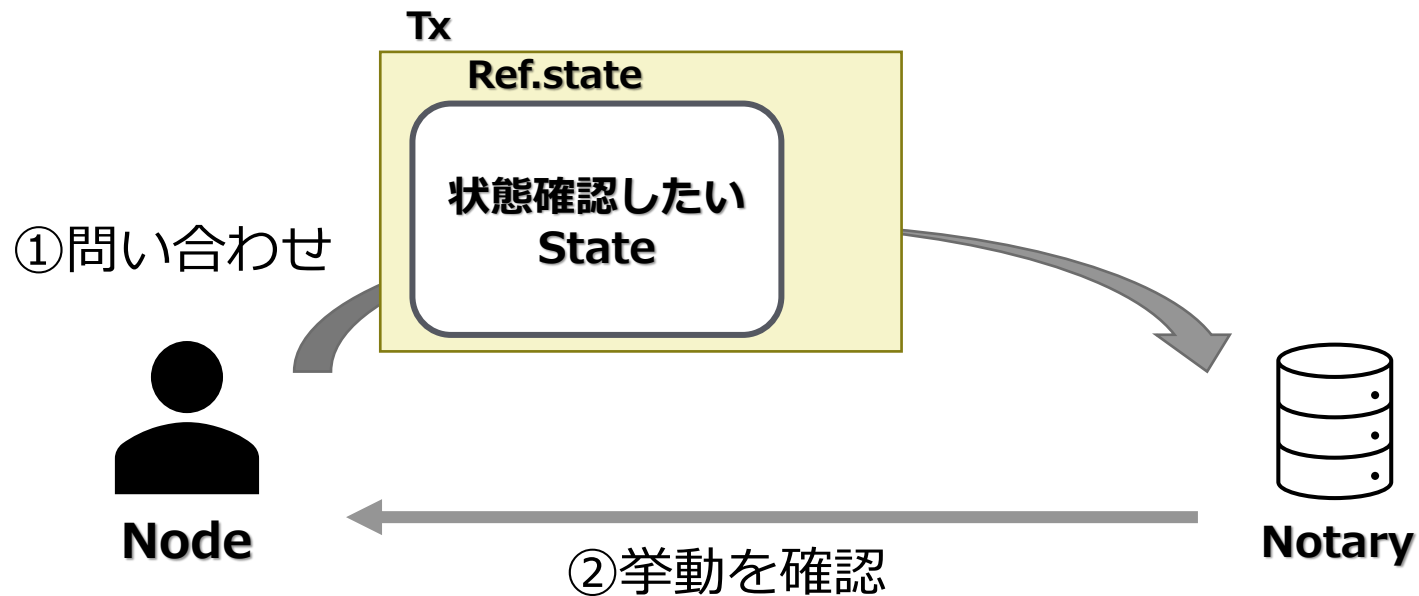 Tx
Ref.state
状態確認したい
State
①問い合わせ
Node
Notary
②挙動を確認